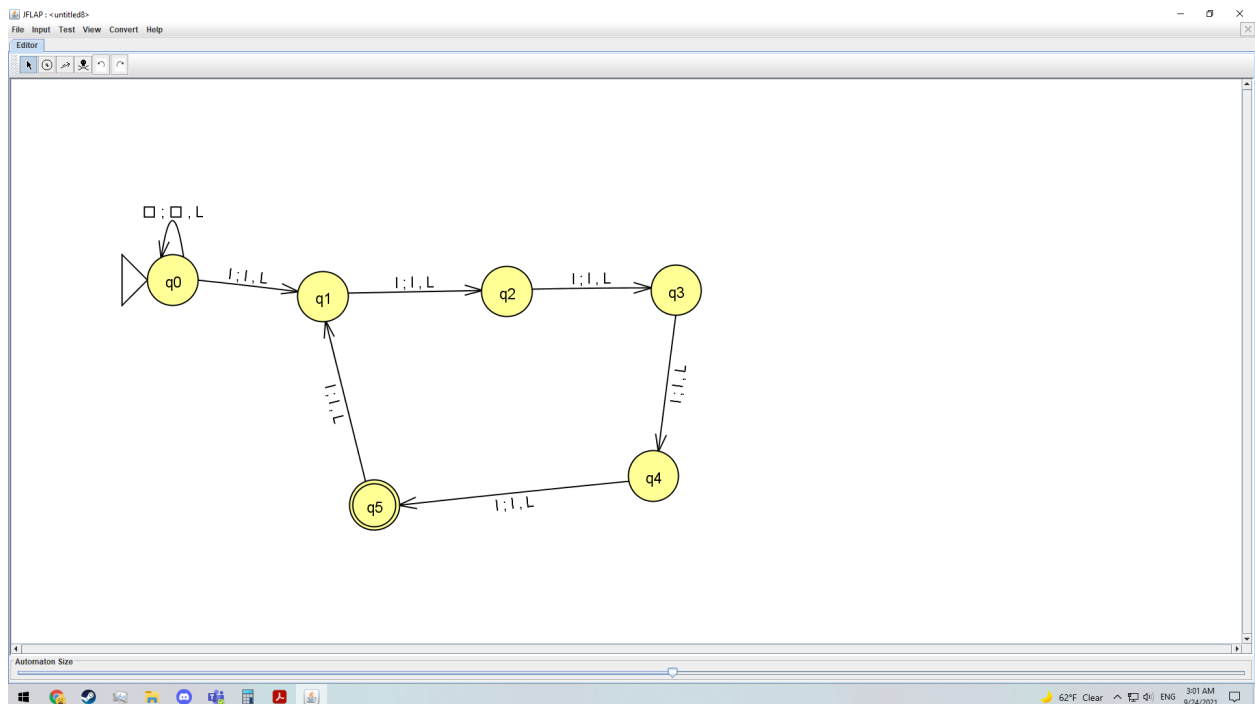 JFLAP : <untitled8>
File Input Test View Convert Help
Editor
□ ; □ , L
q0
I ; I , L
q1
I ; I , L
q2
I ; I , L
q3
I ; I , L
q4
I ; I , L
q5
I ; I , L
Automaton Size
62°F Clear ENG 3:01 AM
9/24/2021